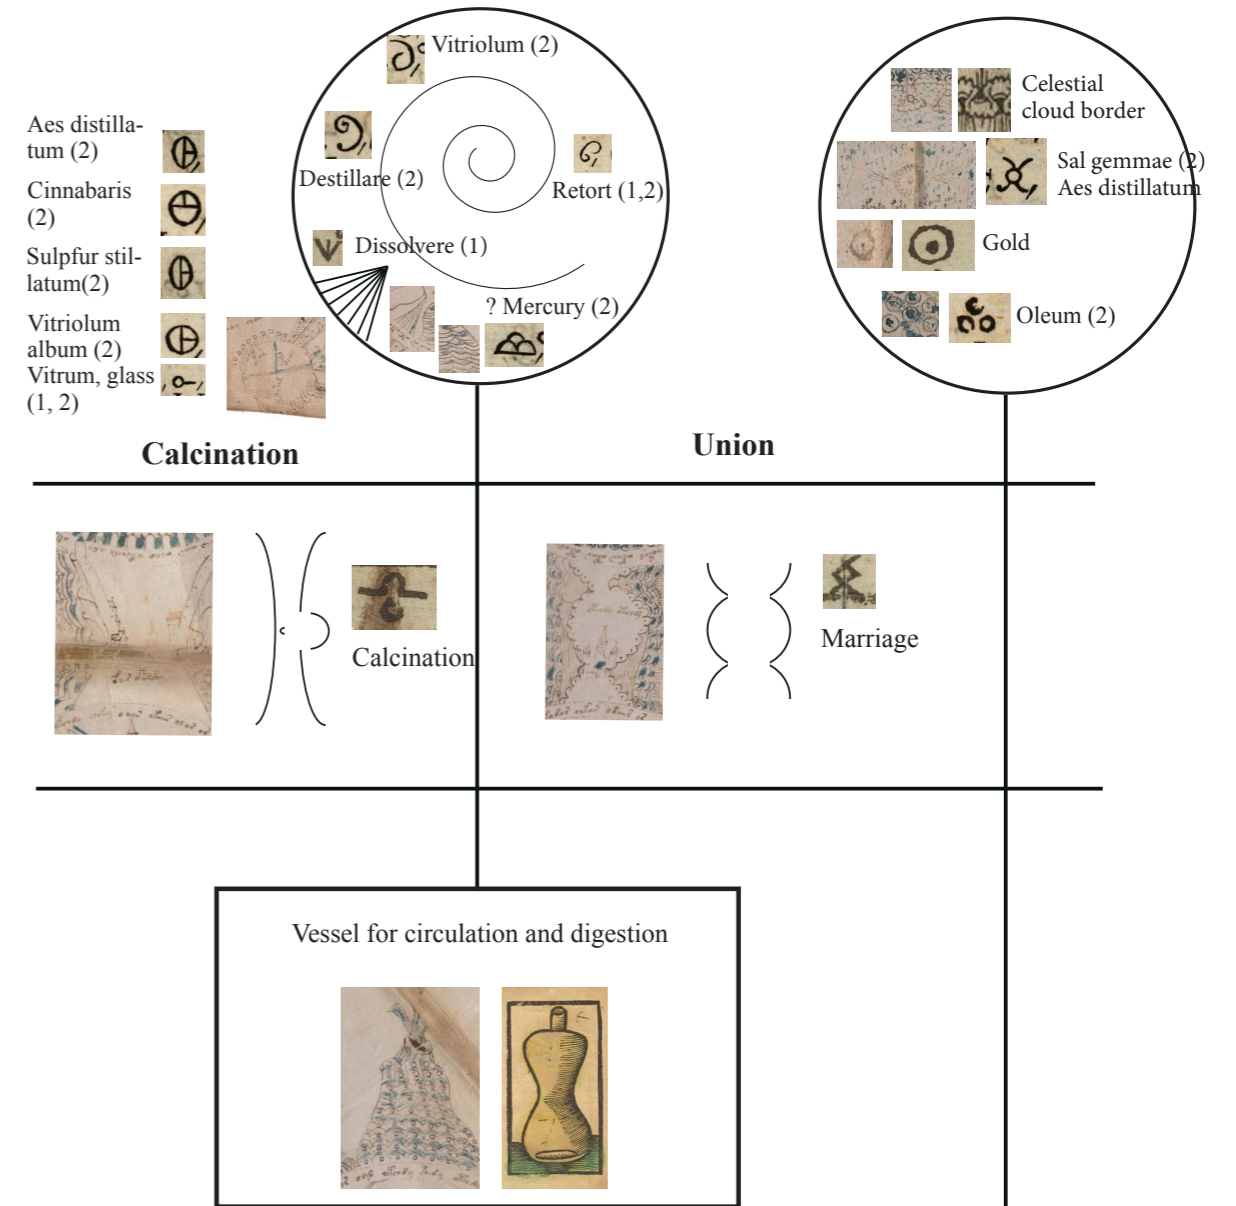 Vitriolum (2)
Destillare (2)
Retort (1,2)
Dissolvere (1)
? Mercury (2)
Aes distilla-
tum (2)
Cinnabaris
(2)
Sulpfur stil-
latum(2)
Vitriolum
album (2)
Vitrum, glass
(1, 2)
Celestial
cloud border
Sal gemmae (2)
Aes distillatum
Gold
Oleum (2)
Calcination
Union
Calcination
Marriage
Vessel for circulation and digestion